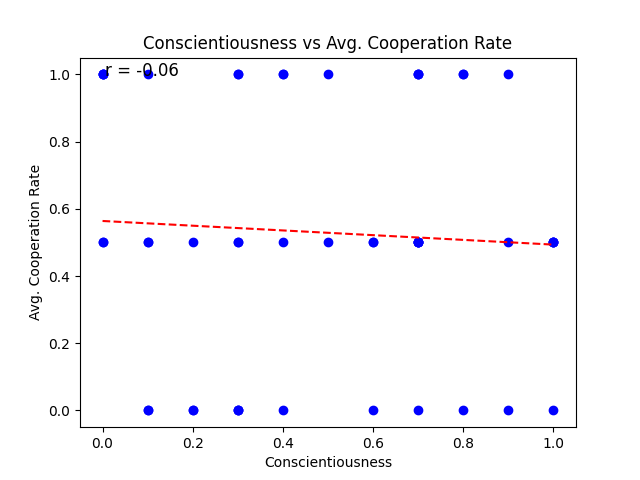 Conscientiousness vs Avg. Cooperation Rate
r = -0.06
Avg. Cooperation Rate
1.0
0.8
0.6
0.4
0.2
0.0
0.0 0.2 0.4 0.6 0.8 1.0
Conscientiousness